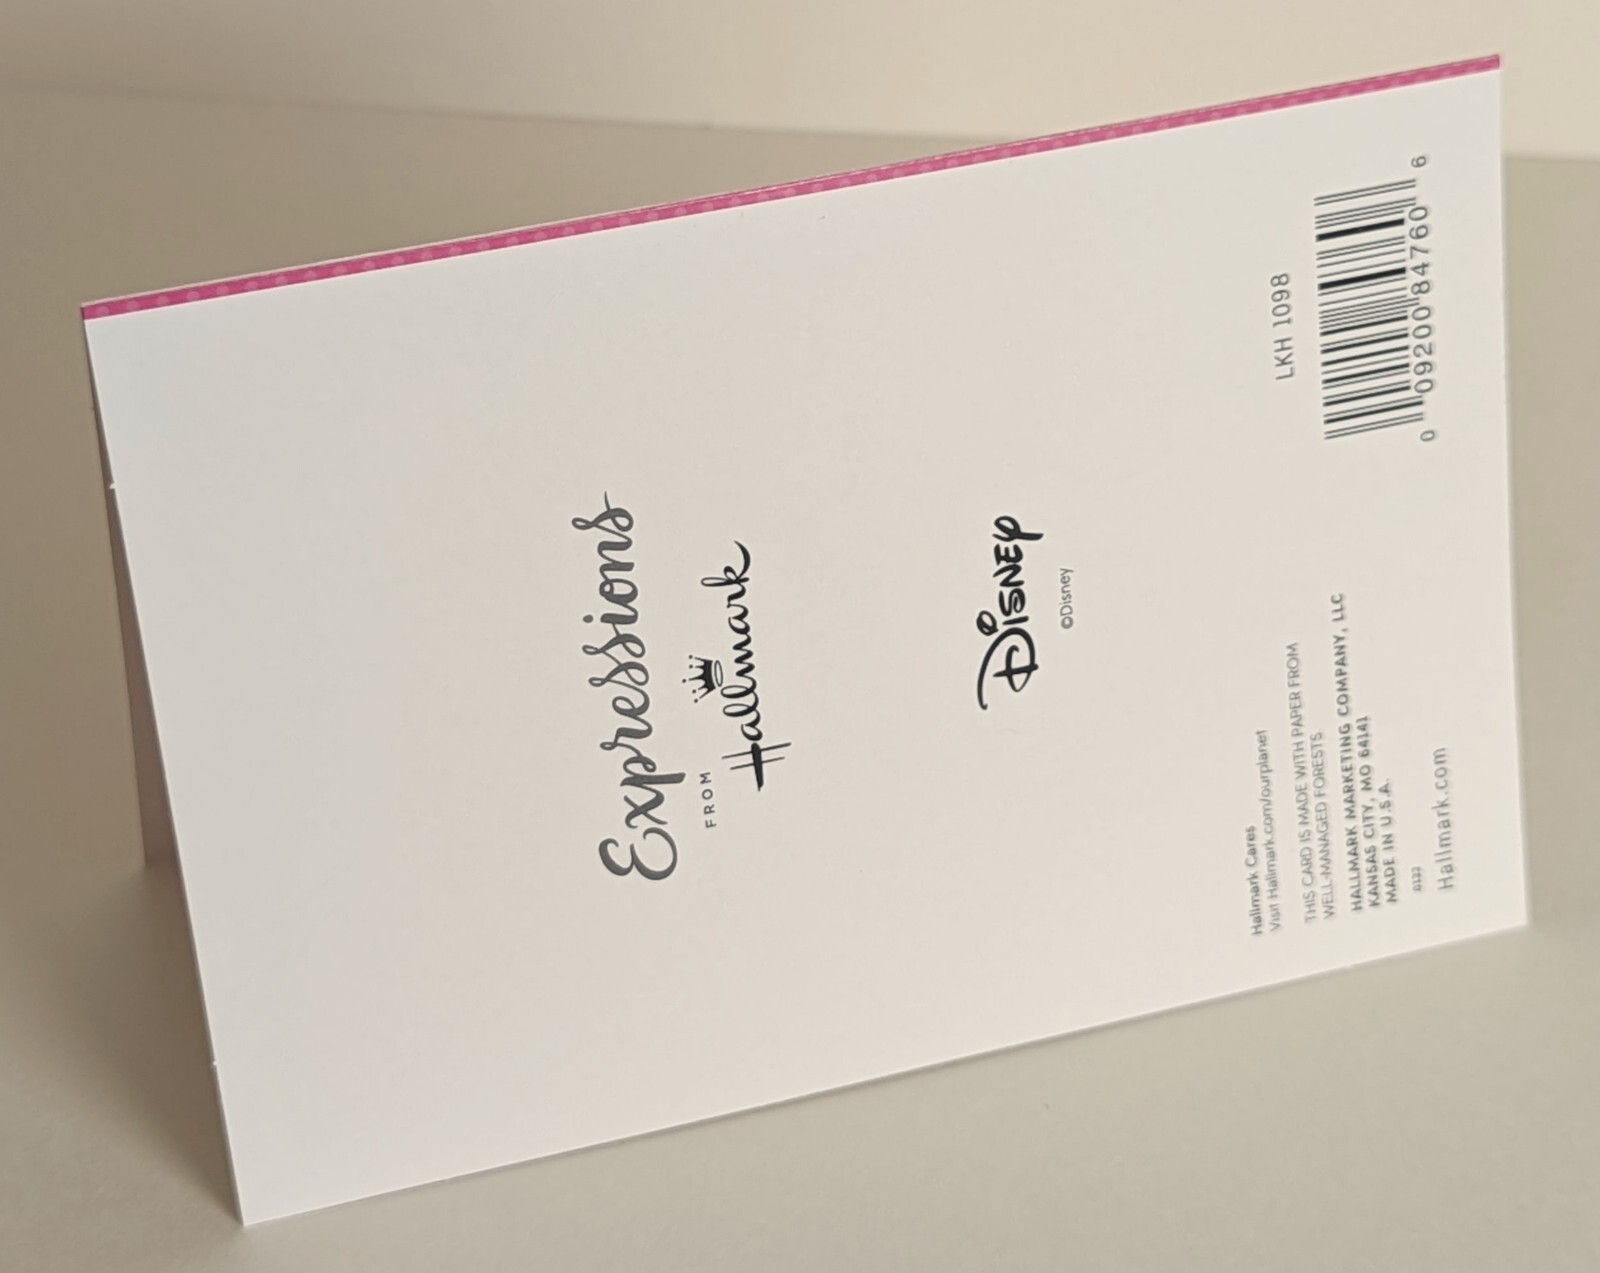 Expressions
FROM
Hallmark
Disney
©Disney
Hallmark Cares
Visit Hallmark.com/ourplanet
THIS CARD IS MADE WITH PAPER FROM
WELL-MANAGED FORESTS
HALLMARK MARKETING COMPANY, LLC
KANSAS CITY, MO 64141
MADE IN U.S.A.
0122
Hallmark.com
LKH 1098
0 09200 84760 6